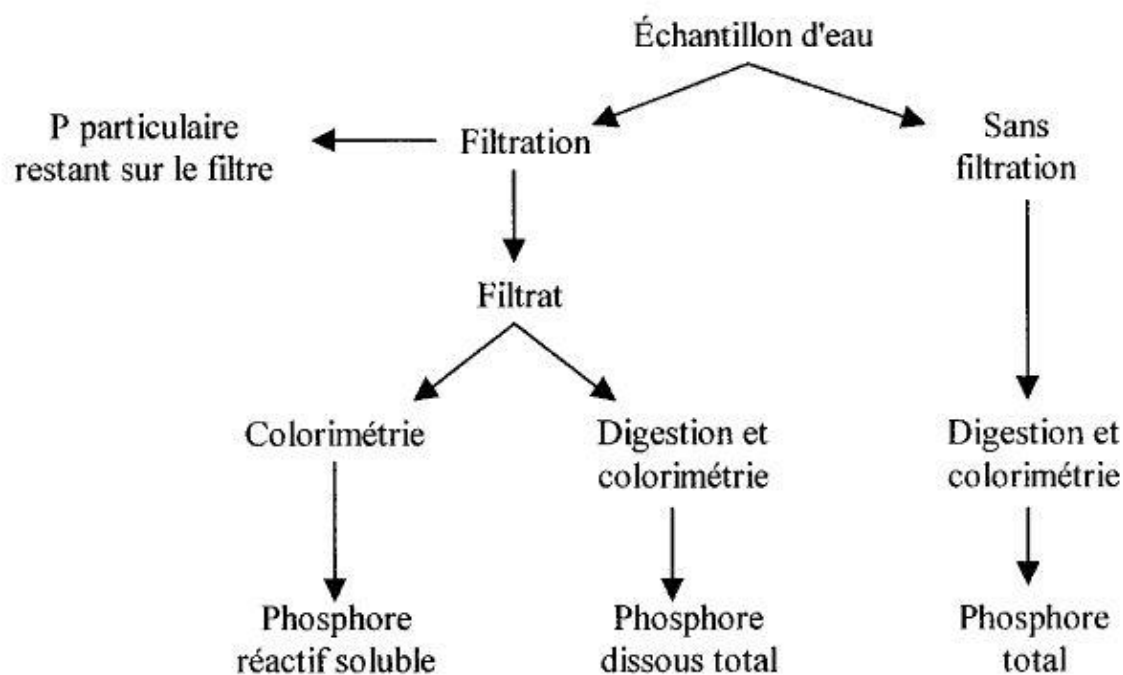 Échantillon d'eau
P particulaire
restant sur le filtre
Filtration
Sans
filtration
Filtrat
Colorimétrie
Digestion et
colorimétrie
Digestion et
colorimétrie
Phosphore
réactif soluble
Phosphore
dissous total
Phosphore
total